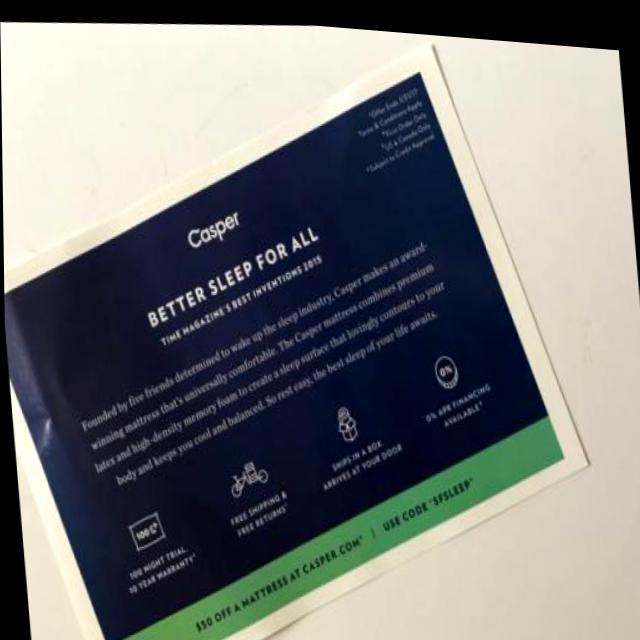 *Offer Ends 1/31/17
Terms & Conditions Apply
*First Order Only
*US & Canada Only
*Subject to Credit Approval
Casper
BETTER SLEEP FOR ALL
TIME MAGAZINE'S BEST INVENTIONS 2015
Founded by five friends determined to wake up the sleep industry, Casper makes an award-
winning mattress that's universally comfortable. The Casper mattress combines premium
latex and high-density memory foam to create a sleep surface that lovingly contours to your
body and keeps you cool and balanced. So rest easy, the best sleep of your life awaits.
0%
0% APR FINANCING
AVAILABLE*
SHIPS IN A BOX
ARRIVES AT YOUR DOOR
FREE SHIPPING &
FREE RETURNS*
100 NIGHT TRIAL,
10 YEAR WARRANTY*
$50 OFF A MATTRESS AT CASPER.COM* | USE CODE "SFSLEEP"